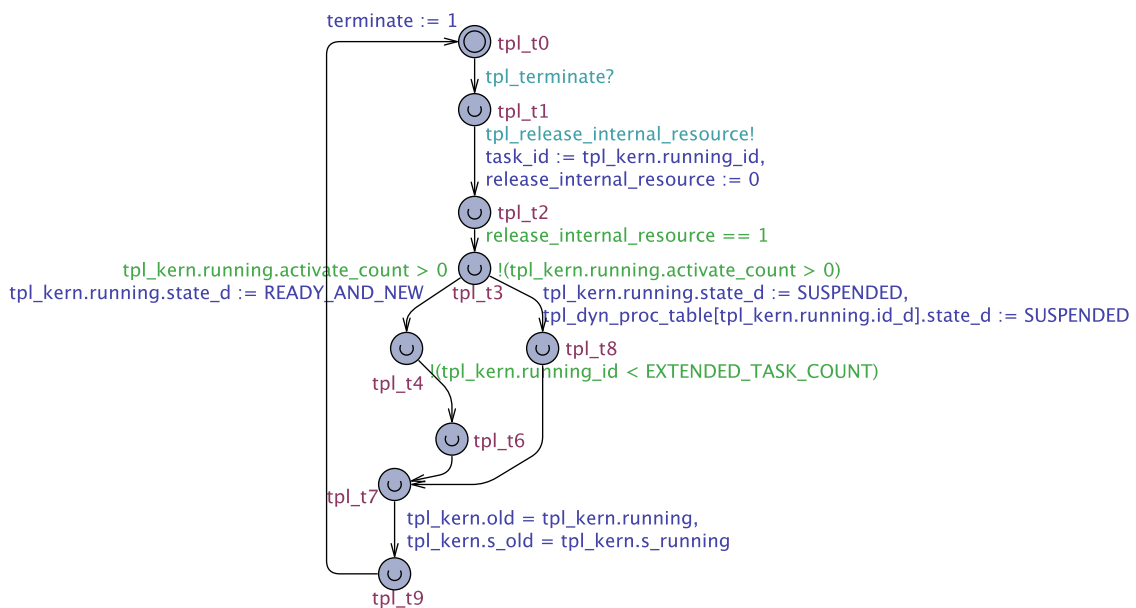 terminate := 1
tpl_t0
tpl_terminate?
tpl_t1
tpl_release_internal_resource!
task_id := tpl_kern.running_id,
release_internal_resource := 0
tpl_t2
release_internal_resource == 1
tpl_kern.running.activate_count > 0
!(tpl_kern.running.activate_count > 0)
tpl_kern.running.state_d := READY_AND_NEW
tpl_t3
tpl_kern.running.state_d := SUSPENDED,
tpl_dyn_proc_table[tpl_kern.running.id_d].state_d := SUSPENDED
tpl_t8
!(tpl_kern.running_id < EXTENDED_TASK_COUNT)
tpl_t4
tpl_t6
tpl_t7
tpl_kern.old = tpl_kern.running,
tpl_kern.s_old = tpl_kern.s_running
tpl_t9